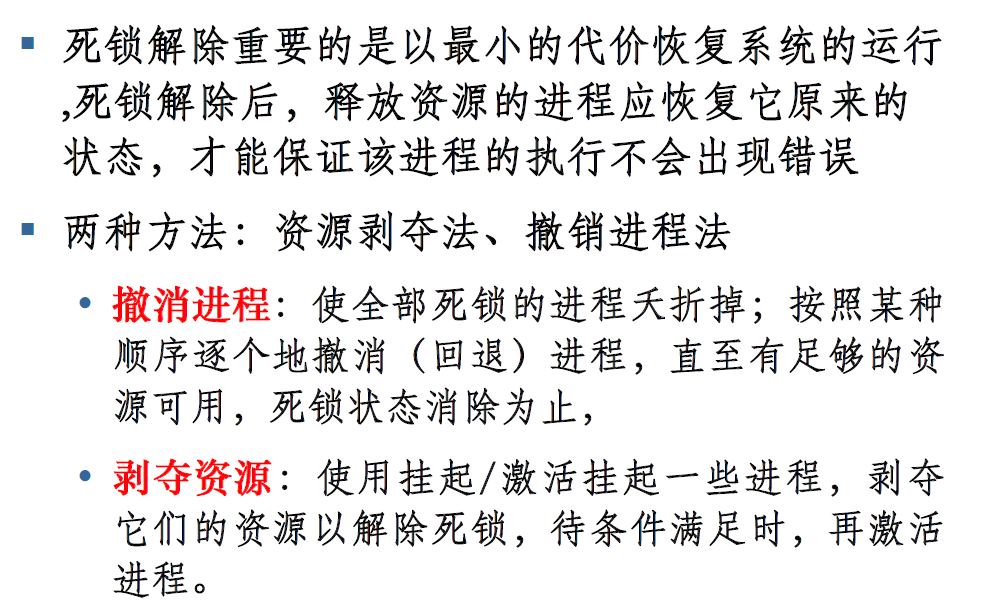 ▪ 死锁解除重要的是以最小的代价恢复系统的运行
,死锁解除后，释放资源的进程应恢复它原来的
状态，才能保证该进程的执行不会出现错误
▪ 两种方法：资源剥夺法、撤销进程法
• 撤消进程：使全部死锁的进程夭折掉；按照某种
顺序逐个地撤消（回退）进程，直至有足够的资
源可用，死锁状态消除为止，
• 剥夺资源：使用挂起/激活挂起一些进程，剥夺
它们的资源以解除死锁，待条件满足时，再激活
进程。